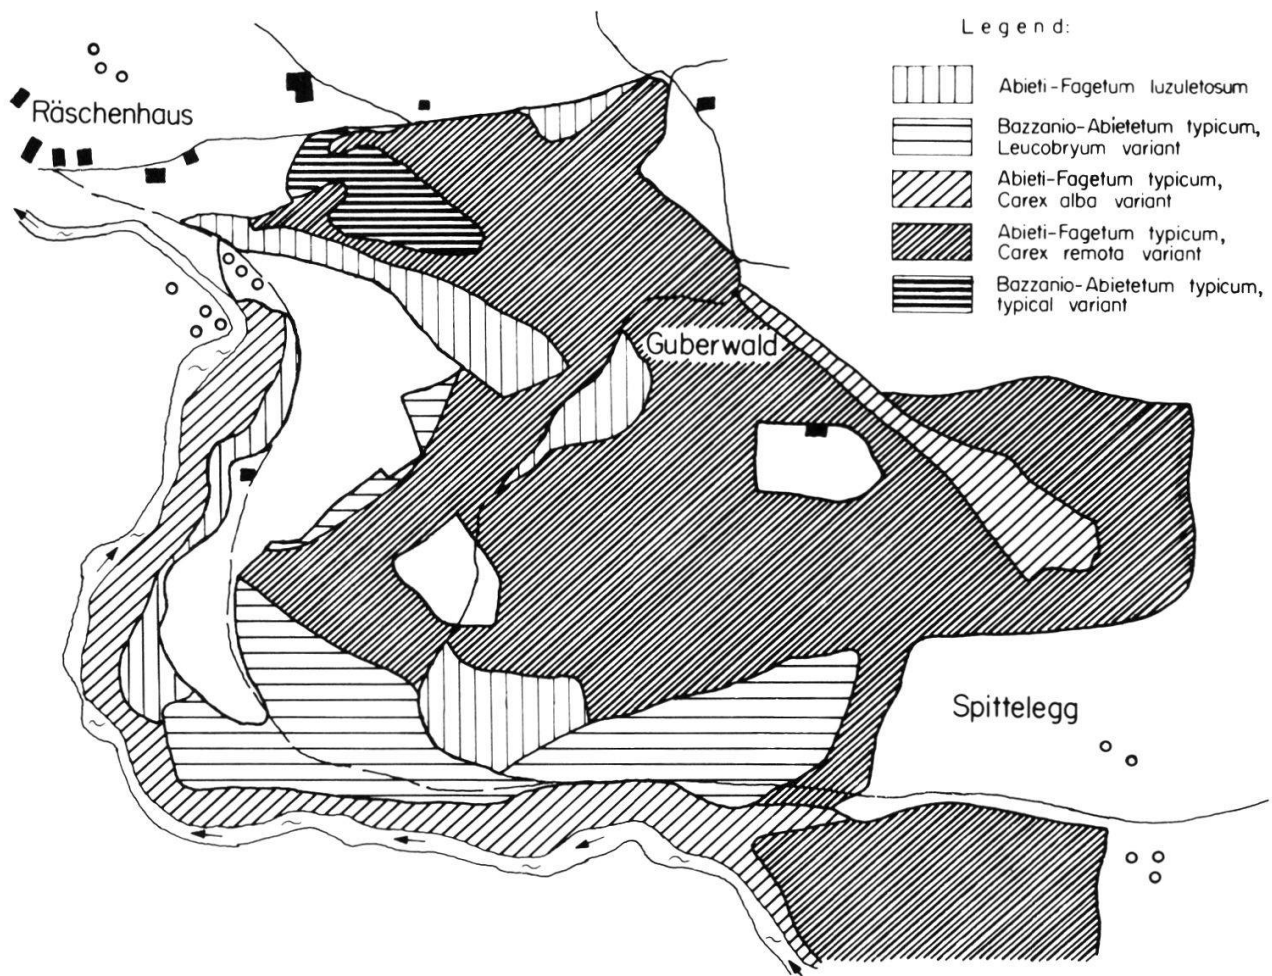 Legend:
Abieti-Fagetum luzuletosum
Bazzanio-Abietetum typicum,
Leucobryum variant
Abieti-Fagetum typicum,
Carex alba variant
Abieti-Fagetum typicum,
Carex remota variant
Bazzanio-Abietetum typicum,
typical variant
Räschenhaus
Guberwald
Spittelegg